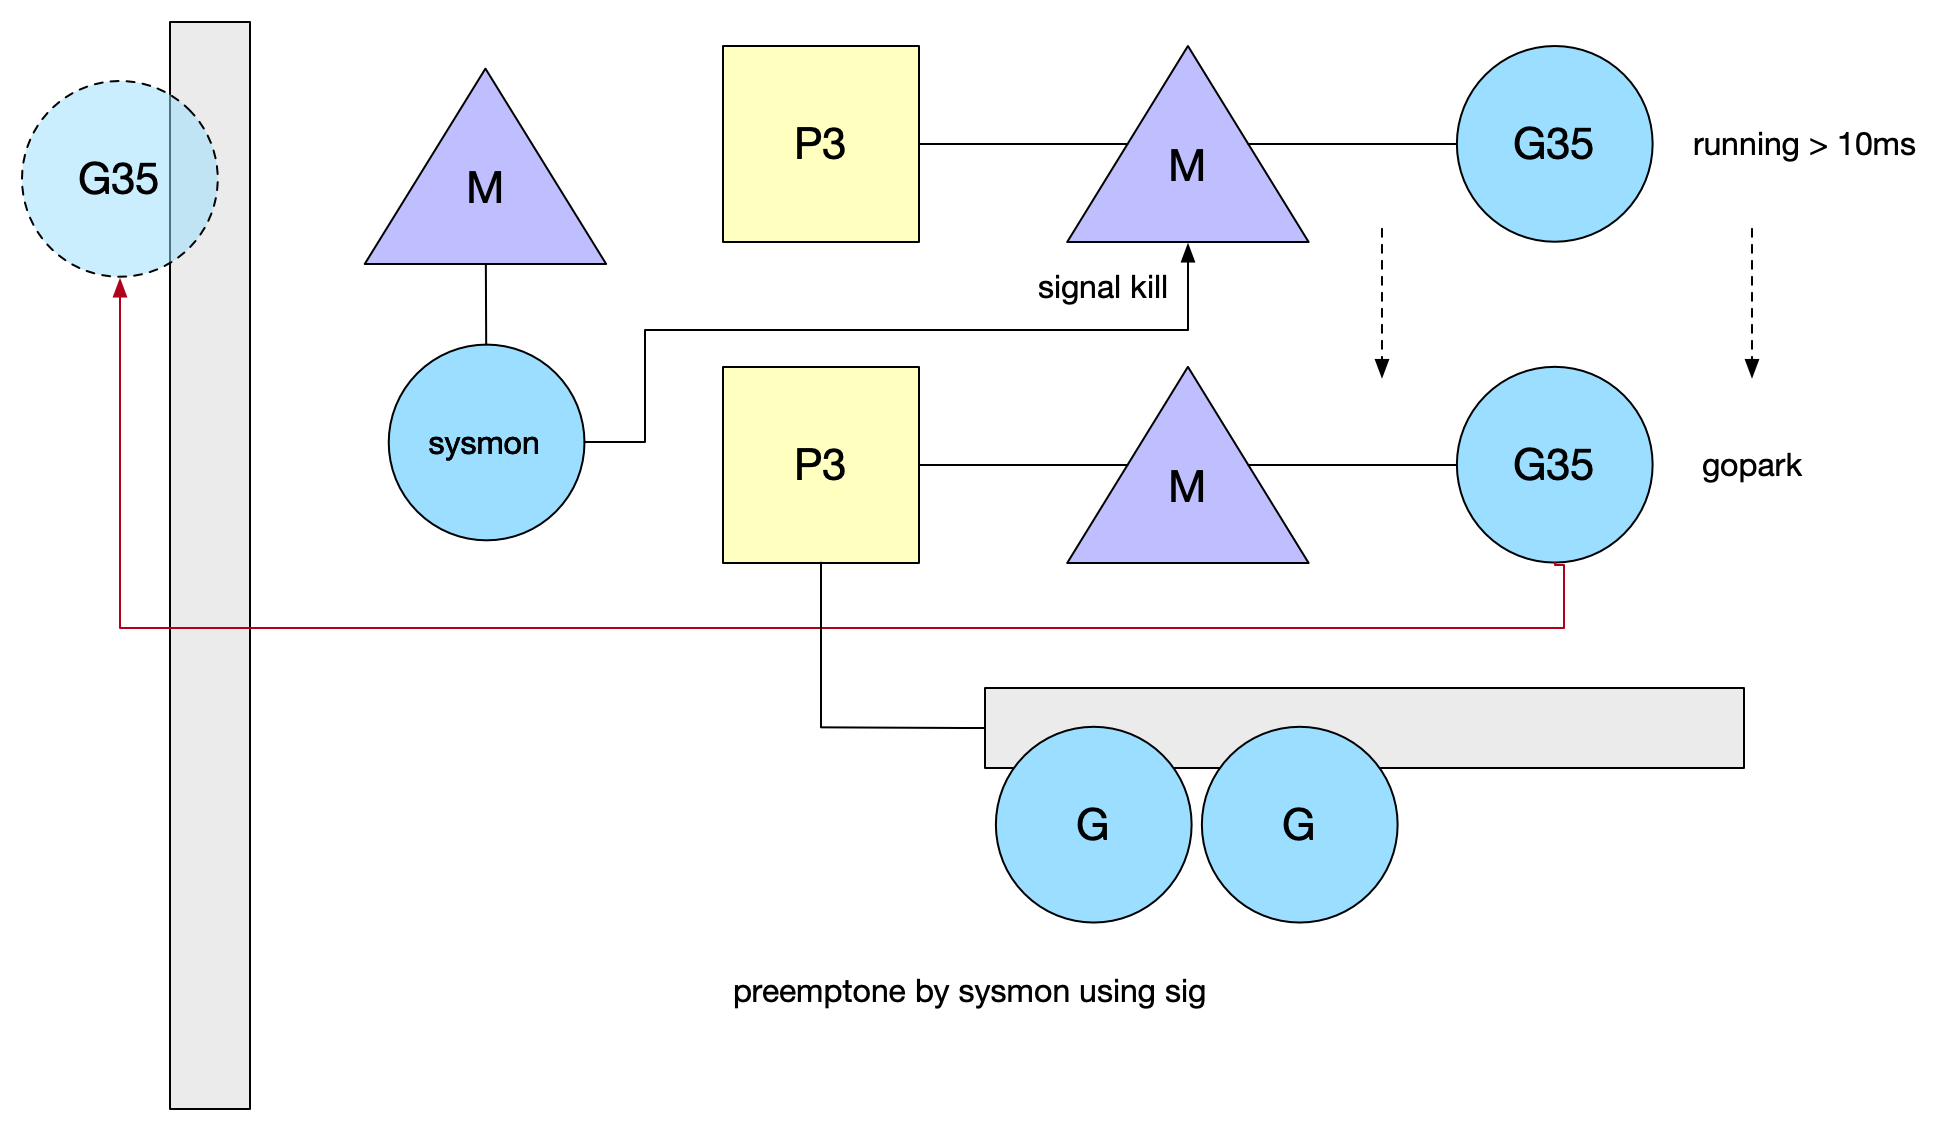 G35
M
P3
M
G35
running > 10ms
signal kill
sysmon
P3
M
G35
gopark
G
G
preemptone by sysmon using sig